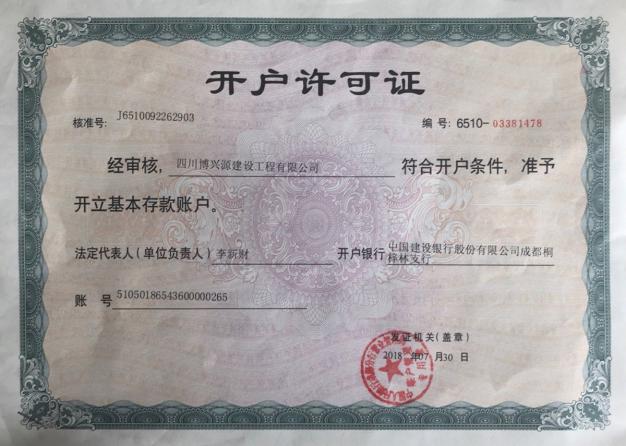 开户许可证
核准号: J6510092262903 编号: 6510-03381478
经审核, 四川博兴源建设工程有限公司 符合开户条件, 准予
开立基本存款账户。
法定代表人(单位负责人) 李新财 开户银行 中国建设银行股份有限公司成都桐
梓林支行
账 号 51050186543600000265
发证机关(盖章)
2018 年07 月30 日